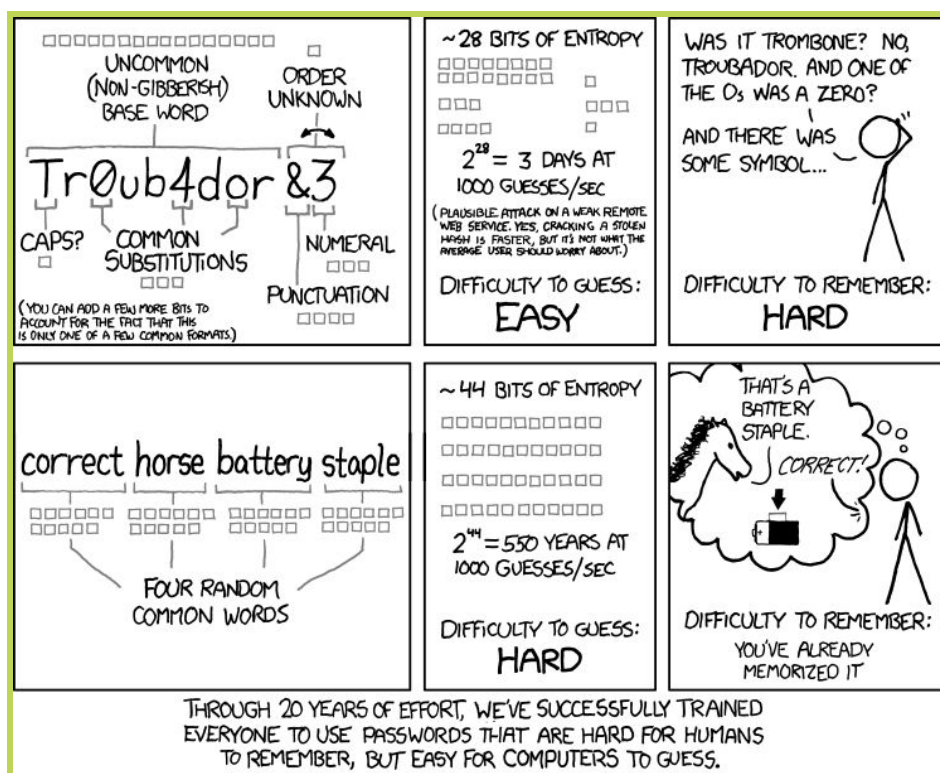 UNCOMMON
(NON-GIBBERISH)
BASE WORD
ORDER
UNKNOWN
Tr0ub4dor &3
CAPS?
COMMON
SUBSTITUTIONS
NUMERAL
PUNCTUATION
(YOU CAN ADD A FEW MORE BITS TO
ACCOUNT FOR THE FACT THAT THIS
IS ONLY ONE OF A FEW COMMON FORMATS.)
~28 BITS OF ENTROPY
2^28 = 3 DAYS AT
1000 GUESSES/SEC
(PLAUSIBLE ATTACK ON A WEAK REMOTE
WEB SERVICE. YES, CRACKING A STOLEN
HASH IS FASTER, BUT IT'S NOT WHAT THE
AVERAGE USER SHOULD WORRY ABOUT.)
DIFFICULTY TO GUESS:
EASY
WAS IT TROMBONE? NO,
TROUBADOR. AND ONE OF
THE Os WAS A ZERO?
AND THERE WAS
SOME SYMBOL...
DIFFICULTY TO REMEMBER:
HARD
correct horse battery staple
FOUR RANDOM
COMMON WORDS
~44 BITS OF ENTROPY
2^44 = 550 YEARS AT
1000 GUESSES/SEC
DIFFICULTY TO GUESS:
HARD
THAT'S A
BATTERY
STAPLE.
CORRECT!
DIFFICULTY TO REMEMBER:
YOU'VE ALREADY
MEMORIZED IT
THROUGH 20 YEARS OF EFFORT, WE'VE SUCCESSFULLY TRAINED
EVERYONE TO USE PASSWORDS THAT ARE HARD FOR HUMANS
TO REMEMBER, BUT EASY FOR COMPUTERS TO GUESS.